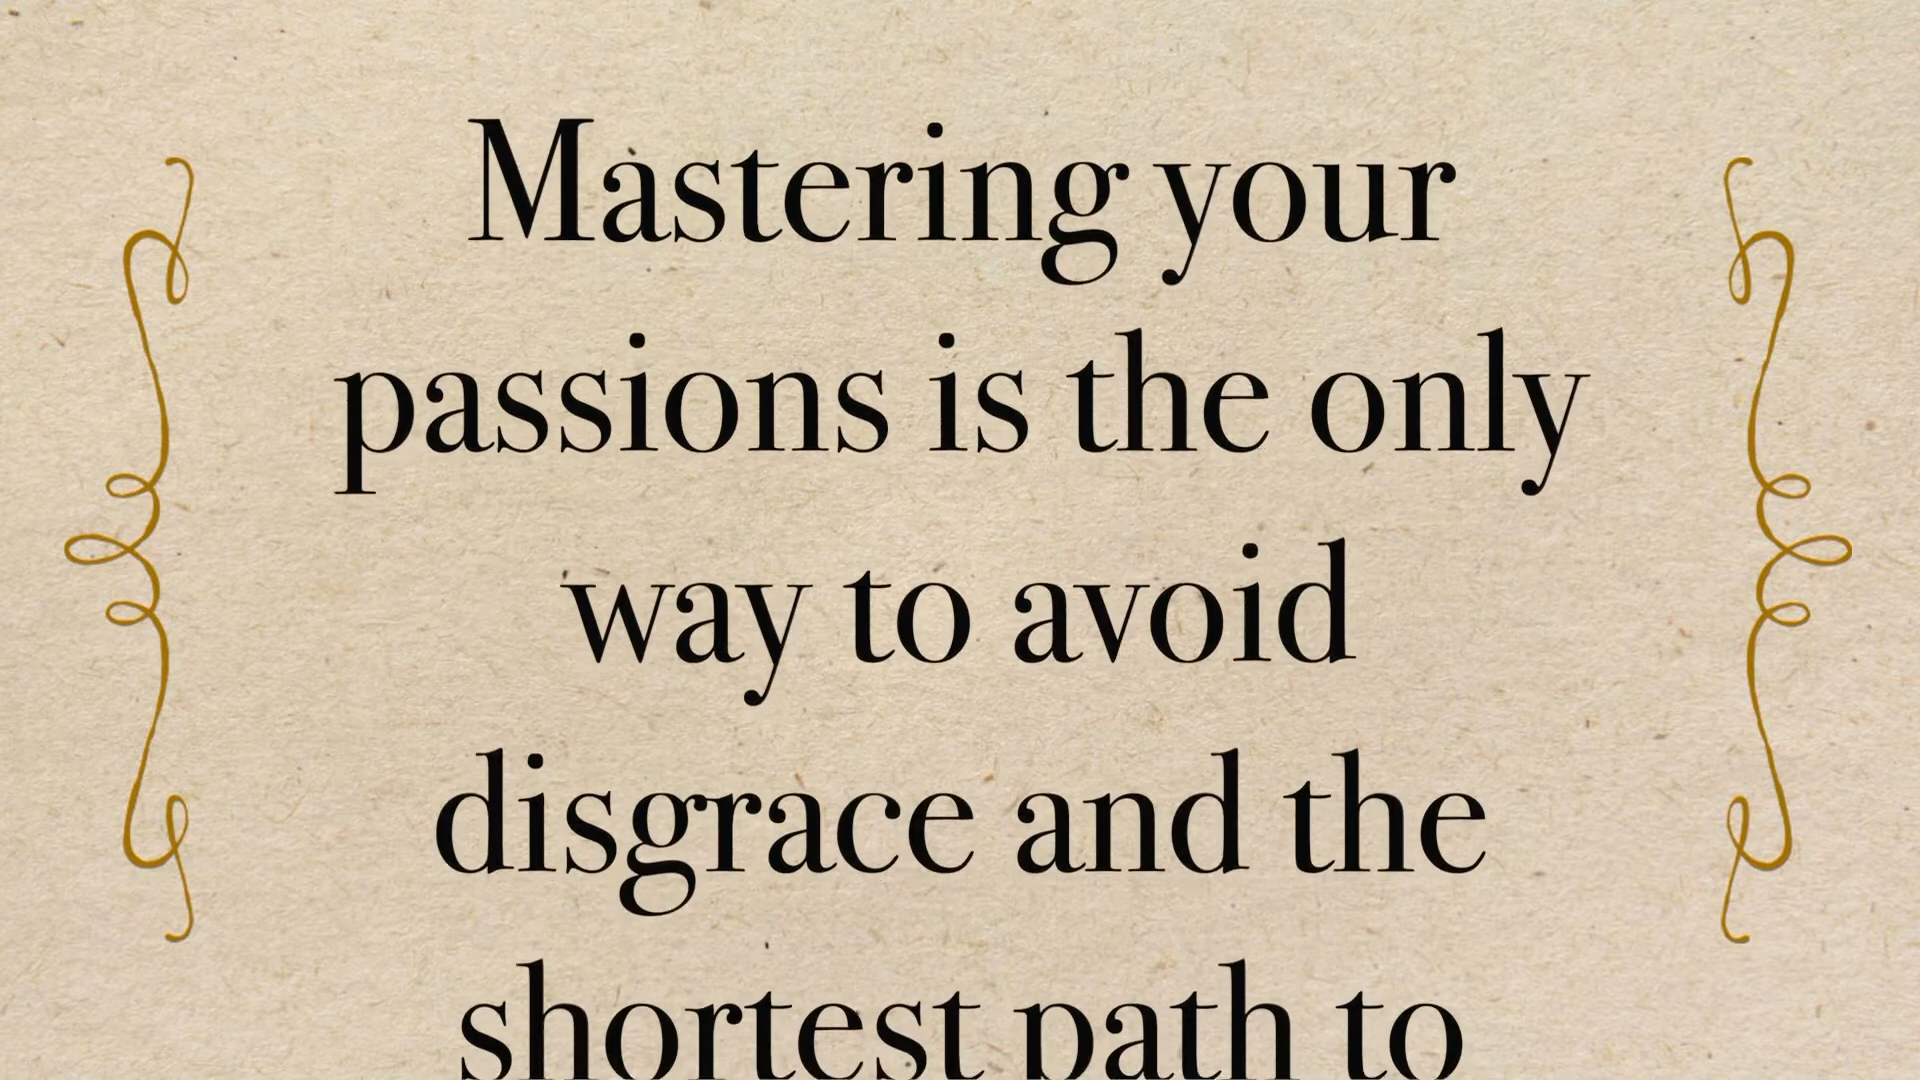 Mastering your
passions is the only
way to avoid
disgrace and the
shortest path to